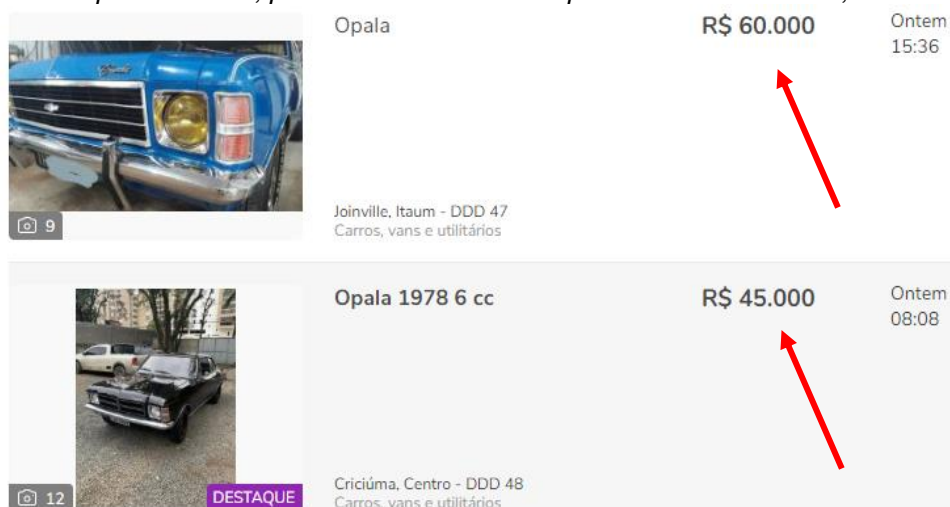 Opala
R$ 60.000
Ontem
15:36
9
Joinville, Itaum - DDD 47
Carros, vans e utilitários
Opala 1978 6 cc
R$ 45.000
Ontem
08:08
12
DESTAQUE
Criciúma, Centro - DDD 48
Carros, vans e utilitários